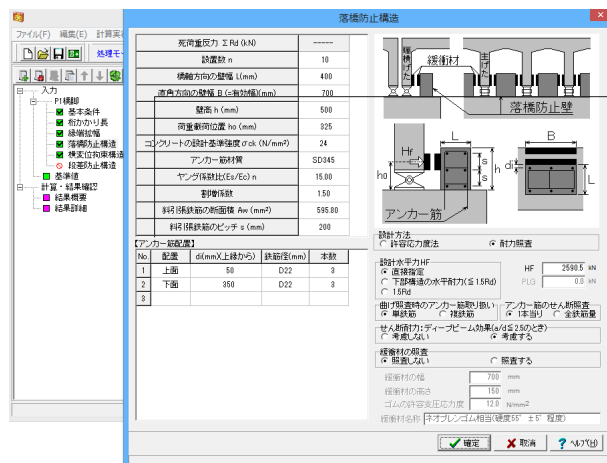 落橋防止構造
ファイル(F) 編集(E) 計算実
処理モー
入力
P1橋脚
基本条件
桁かかり長
縁端拡幅
落橋防止構造
横変位拘束構造
段差防止構造
基準値
計算・結果確認
結果概要
結果詳細
死荷重反力 ΣRd (kN) -----
設置数 n 10
橋軸方向の壁幅 L(mm) 400
直角方向の壁幅 B (=有効幅)(mm) 700
壁高 h (mm) 500
荷重載荷位置 ho (mm) 325
コンクリートの設計基準強度σck (N/mm²) 24
アンカー筋材質 SD345
ヤング係数比(Es/Ec) n 15.00
割増係数 1.50
斜引張鉄筋の断面積 Aw (mm²) 595.80
斜引張鉄筋のピッチ s (mm) 200
【アンカー筋配置】
No. 配置 di(mm)(上縁から) 鉄筋径(mm) 本数
1 上面 50 D22 3
2 下面 350 D22 3
3
端横げた 緩衝材 主げた
落橋防止壁
Hf L h s s ho
アンカー筋
B di L
設計方法
許容応力度法 耐力照査
設計水平力HF
直接指定
下部構造の水平耐力(≦1.5Rd)
1.5Rd
HF 2590.5 kN
PLG 0.0 kN
曲げ照査時のアンカー筋取り扱い
単鉄筋 複鉄筋
アンカー筋のせん断照査
1本当り 全鉄筋量
せん断耐力:ディープビーム効果(a/d≦2.5のとき)
考慮しない 考慮する
緩衝材の照査
照査しない 照査する
緩衝材の幅 700 mm
緩衝材の高さ 150 mm
ゴムの許容支圧応力度 12.0 N/mm2
緩衝材名称 ネオプレンゴム相当(硬度55°±5°程度)
確定 取消 ? ヘルプ(H)